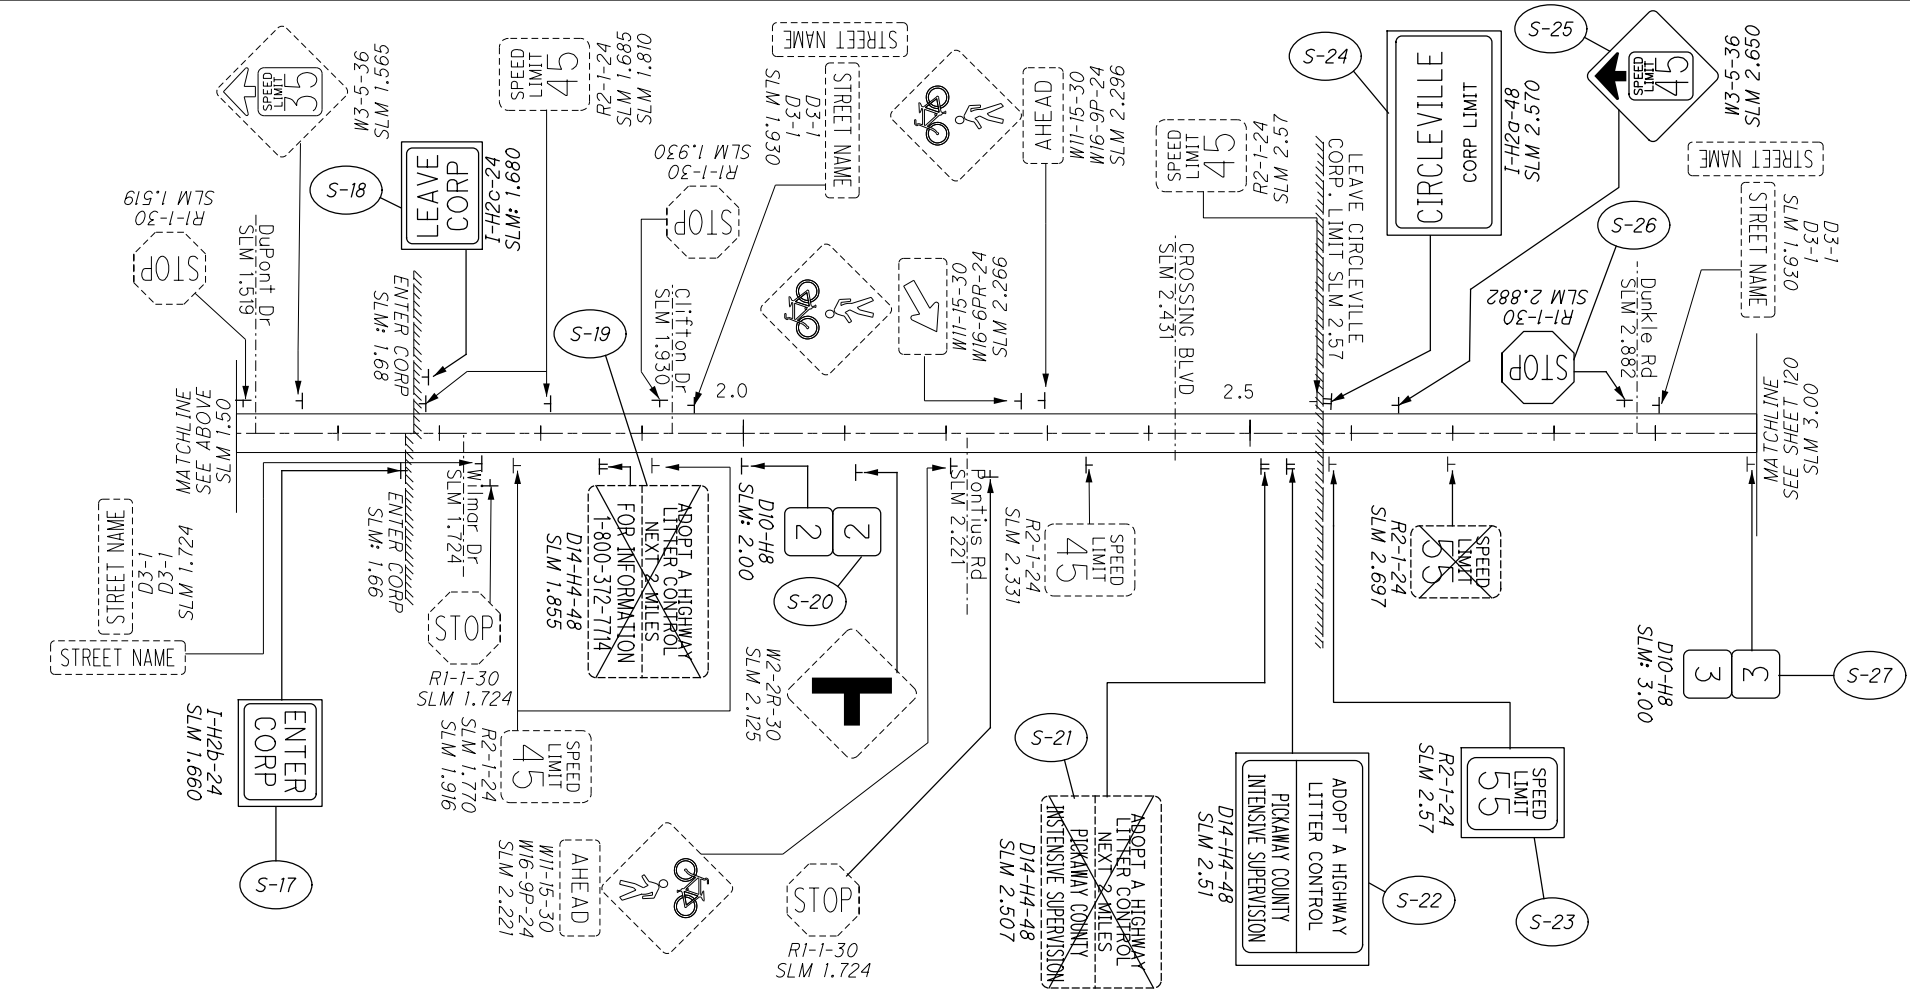 SPEED
LIMIT
35
W3-5-36
SLM 1.565
STOP
R1-1-30
SLM 1.519
DuPont Dr
SLM 1.519
MATCHLINE
SEE ABOVE
SLM 1.50
S-18
LEAVE
CORP
I-H2c-24
SLM: 1.680
ENTER CORP
SLM: 1.68
SPEED
LIMIT
45
R2-1-24
SLM 1.685
SLM 1.810
S-19
STOP
R1-1-30
SLM 1.930
Clifton Dr
SLM 1.930
STREET NAME
STREET NAME
D3-1
D3-1
SLM 1.930
2.0
W11-15-30
W16-6PR-24
SLM 2.266
AHEAD
W11-15-30
W16-9P-24
SLM 2.296
SPEED
LIMIT
45
R2-1-24
SLM 2.57
CROSSING BLVD
SLM 2.431
2.5
LEAVE CIRCLEVILLE
CORP. LIMIT SLM 2.57
S-24
CIRCLEVILLE
CORP LIMIT
I-H2a-48
SLM 2.570
S-25
SPEED
LIMIT
45
W3-5-36
SLM 2.650
S-26
STOP
R1-1-30
SLM 2.882
Dunkle Rd
SLM 2.882
STREET NAME
STREET NAME
D3-1
D3-1
SLM 1.930
MATCHLINE
SEE SHEET 120
SLM 3.00
STREET NAME
D3-1
D3-1
SLM 1.724
STREET NAME
ENTER
CORP
I-H2b-24
SLM 1.660
S-17
ENTER CORP
SLM: 1.66
Wilmar Dr
SLM 1.724
STOP
R1-1-30
SLM 1.724
SPEED
LIMIT
45
R2-1-24
SLM 1.770
SLM 1.916
ADOPT A HIGHWAY
LITTER CONTROL
NEXT 2 MILES
FOR INFORMATION
1-800-372-7714
D14-H4-48
SLM 1.855
D10-H8
SLM: 2.00
2
2
S-20
W2-2R-30
SLM 2.125
AHEAD
W11-15-30
W16-9P-24
SLM 2.221
Pontius Rd
SLM 2.221
STOP
R1-1-30
SLM 1.724
SPEED
LIMIT
45
R2-1-24
SLM 2.331
S-21
ADOPT A HIGHWAY
LITTER CONTROL
NEXT 2 MILES
PICKAWAY COUNTY
INSTENSIVE SUPERVISION
D14-H4-48
SLM 2.507
ADOPT A HIGHWAY
LITTER CONTROL
PICKAWAY COUNTY
INTENSIVE SUPERVISION
D14-H4-48
SLM 2.51
S-22
SPEED
LIMIT
55
R2-1-24
SLM 2.697
SPEED
LIMIT
55
R2-1-24
SLM 2.57
S-23
D10-H8
SLM: 3.00
3
3
S-27